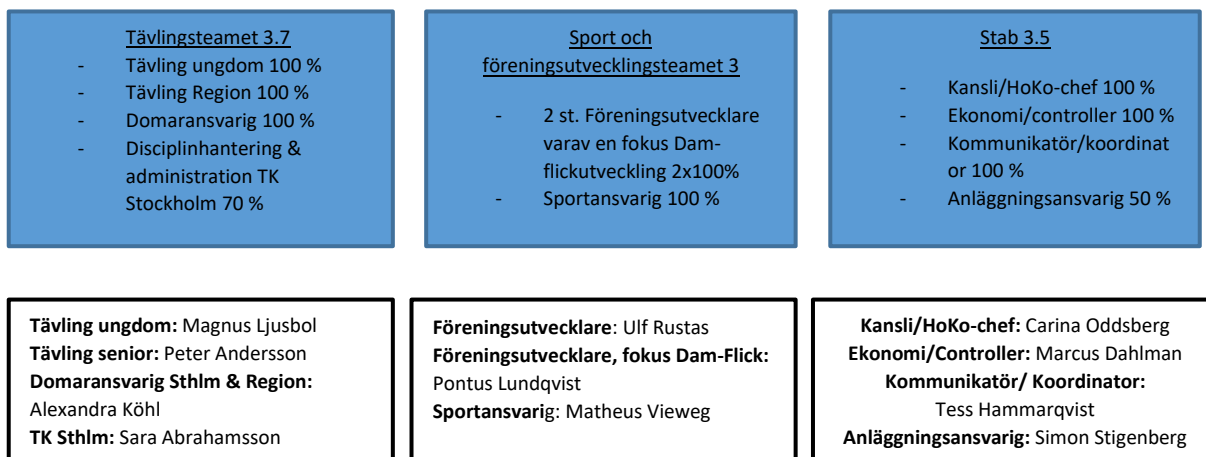 Tävlingsteamet 3.7
- Tävling ungdom 100 %
- Tävling Region 100 %
- Domaransvarig 100 %
- Disciplinhantering &
administration TK
Stockholm 70 %
Sport och
föreningsutvecklingsteamet 3
- 2 st. Föreningsutvecklare
varav en fokus Dam-
flickutveckling 2x100%
- Sportansvarig 100 %
Stab 3.5
- Kansli/HoKo-chef 100 %
- Ekonomi/controller 100 %
- Kommunikatör/koordinat
or 100 %
- Anläggningsansvarig 50 %
Tävling ungdom: Magnus Ljusbol
Tävling senior: Peter Andersson
Domaransvarig Sthlm & Region:
Alexandra Köhl
TK Sthlm: Sara Abrahamsson
Föreningsutvecklare: Ulf Rustas
Föreningsutvecklare, fokus Dam-Flick:
Pontus Lundqvist
Sportansvarig: Matheus Vieweg
Kansli/HoKo-chef: Carina Oddsberg
Ekonomi/Controller: Marcus Dahlman
Kommunikatör/ Koordinator:
Tess Hammarqvist
Anläggningsansvarig: Simon Stigenberg